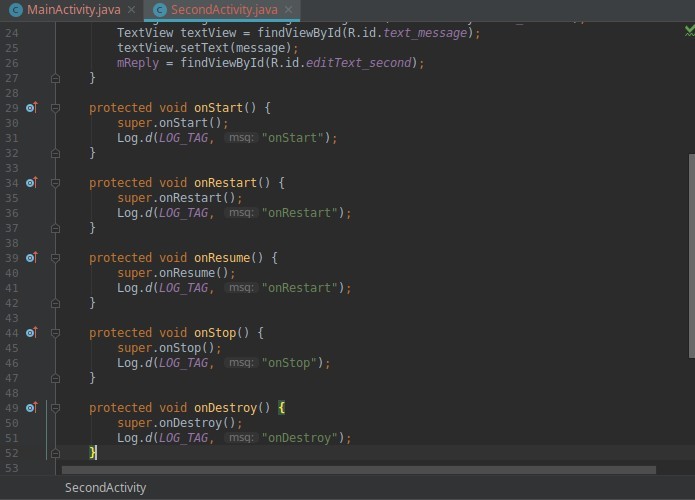 MainActivity.java × SecondActivity.java ×
24 TextView textView = findViewById(R.id.text_message);
25 textView.setText(message);
26 mReply = findViewById(R.id.editText_second);
27 }
28
29 protected void onStart() {
30 super.onStart();
31 Log.d(LOG_TAG, msg: "onStart");
32 }
33
34 protected void onRestart() {
35 super.onRestart();
36 Log.d(LOG_TAG, msg: "onRestart");
37 }
38
39 protected void onResume() {
40 super.onResume();
41 Log.d(LOG_TAG, msg: "onRestart");
42 }
43
44 protected void onStop() {
45 super.onStop();
46 Log.d(LOG_TAG, msg: "onStop");
47 }
48
49 protected void onDestroy() {
50 super.onDestroy();
51 Log.d(LOG_TAG, msg: "onDestroy");
52 }
53
SecondActivity